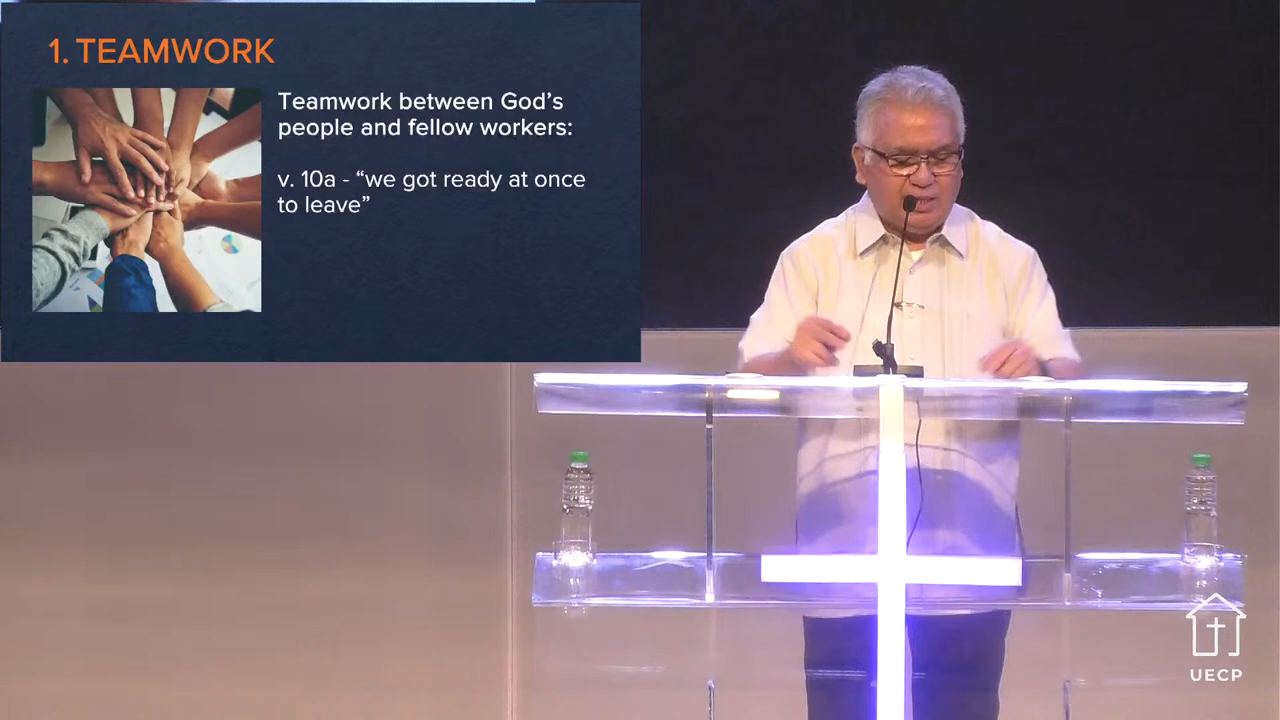 1. TEAMWORK
Teamwork between God’s
people and fellow workers:
v. 10a - “we got ready at once
to leave”
UECP